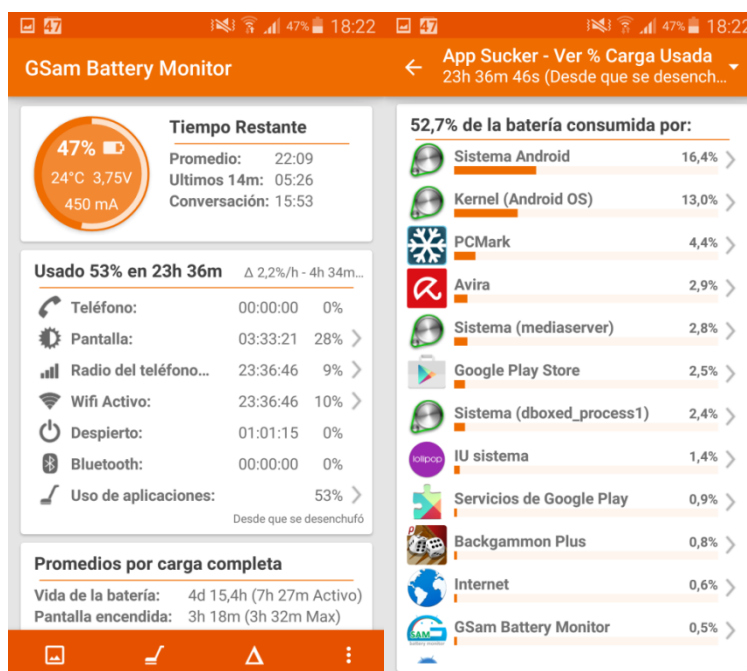 47
47% 18:22
GSam Battery Monitor
47%
24°C 3,75V
450 mA
Tiempo Restante
Promedio: 22:09
Ultimos 14m: 05:26
Conversación: 15:53
Usado 53% en 23h 36m Δ 2,2%/h - 4h 34m...
Teléfono: 00:00:00 0%
Pantalla: 03:33:21 28%
Radio del teléfono... 23:36:46 9%
Wifi Activo: 23:36:46 10%
Despierto: 01:01:15 0%
Bluetooth: 00:00:00 0%
Uso de aplicaciones: 53%
Desde que se desenchufó
Promedios por carga completa
Vida de la batería: 4d 15,4h (7h 27m Activo)
Pantalla encendida: 3h 18m (3h 32m Max)
Δ
47
47% 18:22
App Sucker - Ver % Carga Usada
23h 36m 46s (Desde que se desench...
52,7% de la batería consumida por:
Sistema Android 16,4%
Kernel (Android OS) 13,0%
PCMark 4,4%
Avira 2,9%
Sistema (mediaserver) 2,8%
Google Play Store 2,5%
Sistema (dboxed_process1) 2,4%
lolipop
IU sistema 1,4%
Servicios de Google Play 0,9%
Backgammon Plus 0,8%
Internet 0,6%
SAM
battery monitor
GSam Battery Monitor 0,5%